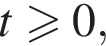 t ⩾ 0,